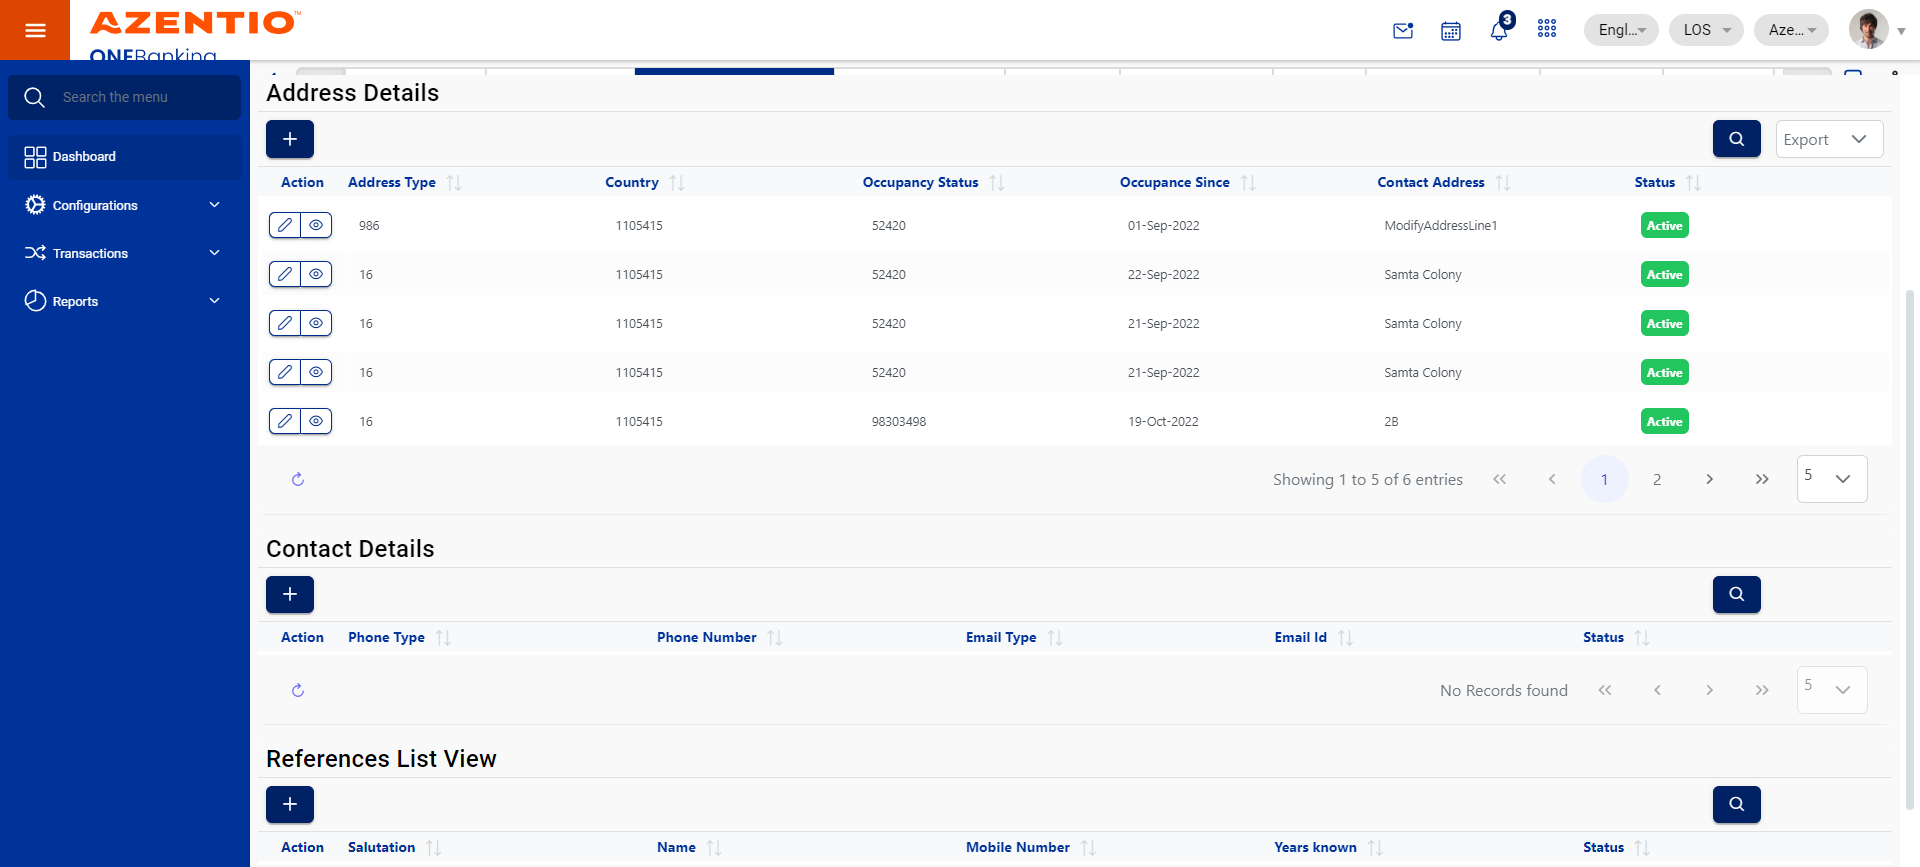 AZENTIO™
ONEBanking
3
Engl...
LOS
Aze...
Search the menu
Dashboard
Configurations
Transactions
Reports
Address Details
+
Export
Action Address Type Country Occupancy Status Occupance Since Contact Address Status
986 1105415 52420 01-Sep-2022 ModifyAddressLine1 Active
16 1105415 52420 22-Sep-2022 Samta Colony Active
16 1105415 52420 21-Sep-2022 Samta Colony Active
16 1105415 52420 21-Sep-2022 Samta Colony Active
16 1105415 98303498 19-Oct-2022 2B Active
Showing 1 to 5 of 6 entries << < 1 2 > >> 5
Contact Details
+
Action Phone Type Phone Number Email Type Email Id Status
No Records found << < > >> 5
References List View
+
Action Salutation Name Mobile Number Years known Status